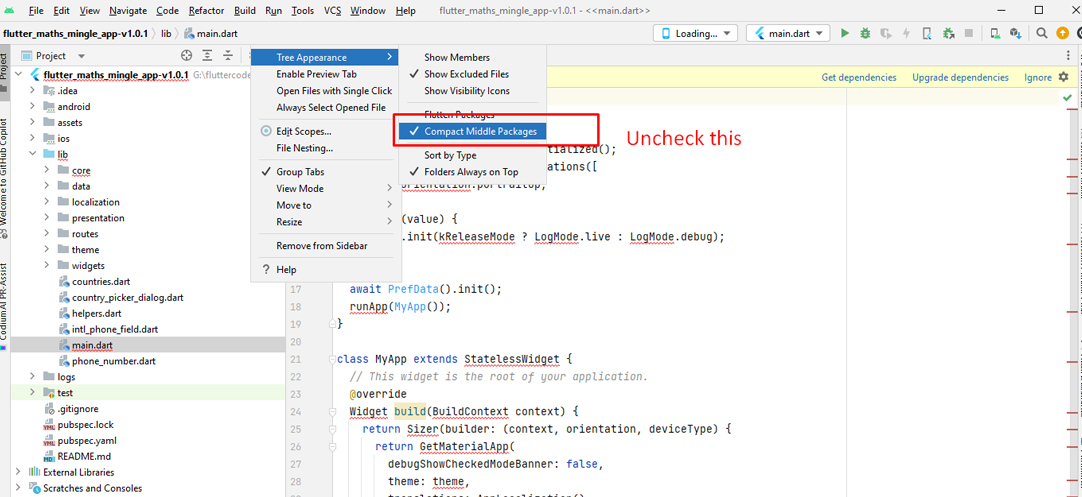 File Edit View Navigate Code Refactor Build Run Tools VCS Window Help flutter_maths_mingle_app-v1.0.1 - <<main.dart>>
flutter_maths_mingle_app-v1.0.1 lib main.dart Loading... main.dart
Project
Project
Welcome to GitHub Copilot
CodiumAI PR-Assist
flutter_maths_mingle_app-v1.0.1 G:\fluttercode
.idea
android
assets
ios
lib
core
data
localization
presentation
routes
theme
widgets
countries.dart
country_picker_dialog.dart
helpers.dart
intl_phone_field.dart
main.dart
phone_number.dart
logs
test
.gitignore
pubspec.lock
pubspec.yaml
README.md
External Libraries
Scratches and Consoles
Tree Appearance
Enable Preview Tab
Open Files with Single Click
Always Select Opened File
Edit Scopes...
File Nesting...
Group Tabs
View Mode
Move to
Resize
Remove from Sidebar
? Help
Show Members
Show Excluded Files
Show Visibility Icons
Flatten Packages
Compact Middle Packages
Sort by Type
Folders Always on Top
Uncheck this
Get dependencies Upgrade dependencies Ignore
tialized();
ations([
(value) {
.init(kReleaseMode ? LogMode.live : LogMode.debug);
17 await PrefData().init();
18 runApp(MyApp());
19 }
20
21 class MyApp extends StatelessWidget {
22 // This widget is the root of your application.
23 @override
24 Widget build(BuildContext context) {
25 return Sizer(builder: (context, orientation, deviceType) {
26 return GetMaterialApp(
27 debugShowCheckedModeBanner: false,
28 theme: theme,